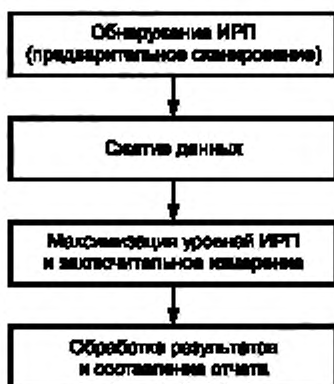 Обнаружение ИРП
(предварительное сканирование)
Сжатие данных
Максимизация уровней ИРП
и заключительное измерение
Обработка результатов
и составление отчета